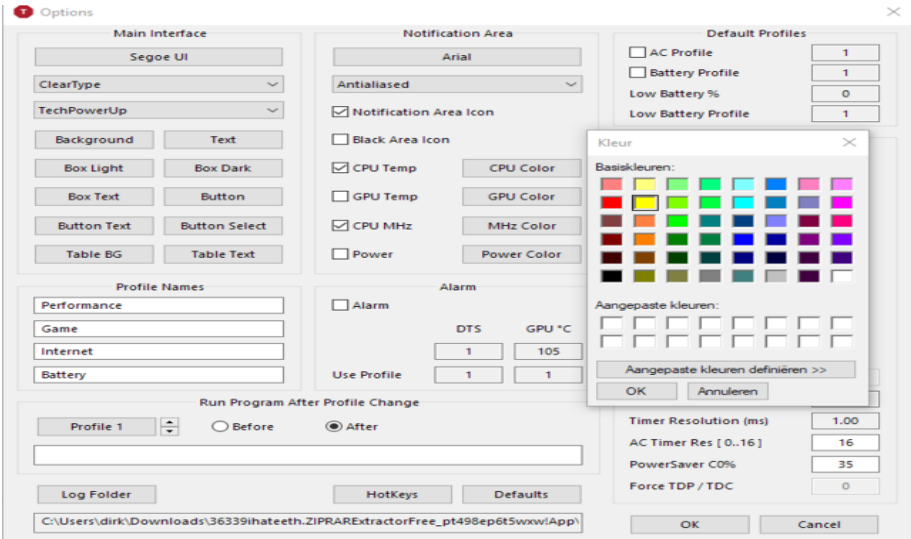 Options
Main Interface
Segoe UI
ClearType
TechPowerUp
Background Text
Box Light Box Dark
Box Text Button
Button Text Button Select
Table BG Table Text
Notification Area
Arial
Antialiased
Notification Area Icon
Black Area Icon
CPU Temp CPU Color
GPU Temp GPU Color
CPU MHz MHz Color
Power Power Color
Default Profiles
AC Profile 1
Battery Profile 1
Low Battery % 0
Low Battery Profile 1
Kleur
Basiskleuren:
Aangepaste kleuren:
Aangepaste kleuren definiëren >>
OK Annuleren
Profile Names
Performance
Game
Internet
Battery
Alarm
Alarm
DTS GPU °C
1 105
Use Profile 1 1
Run Program After Profile Change
Profile 1 Before After
Timer Resolution (ms) 1.00
AC Timer Res [ 0..16 ] 16
PowerSaver C0% 35
Force TDP / TDC 0
Log Folder HotKeys Defaults
C:\Users\dirk\Downloads\36339ihateeth.ZIPRARExtractorFree_pt498ep6t5wxw!App\
OK Cancel